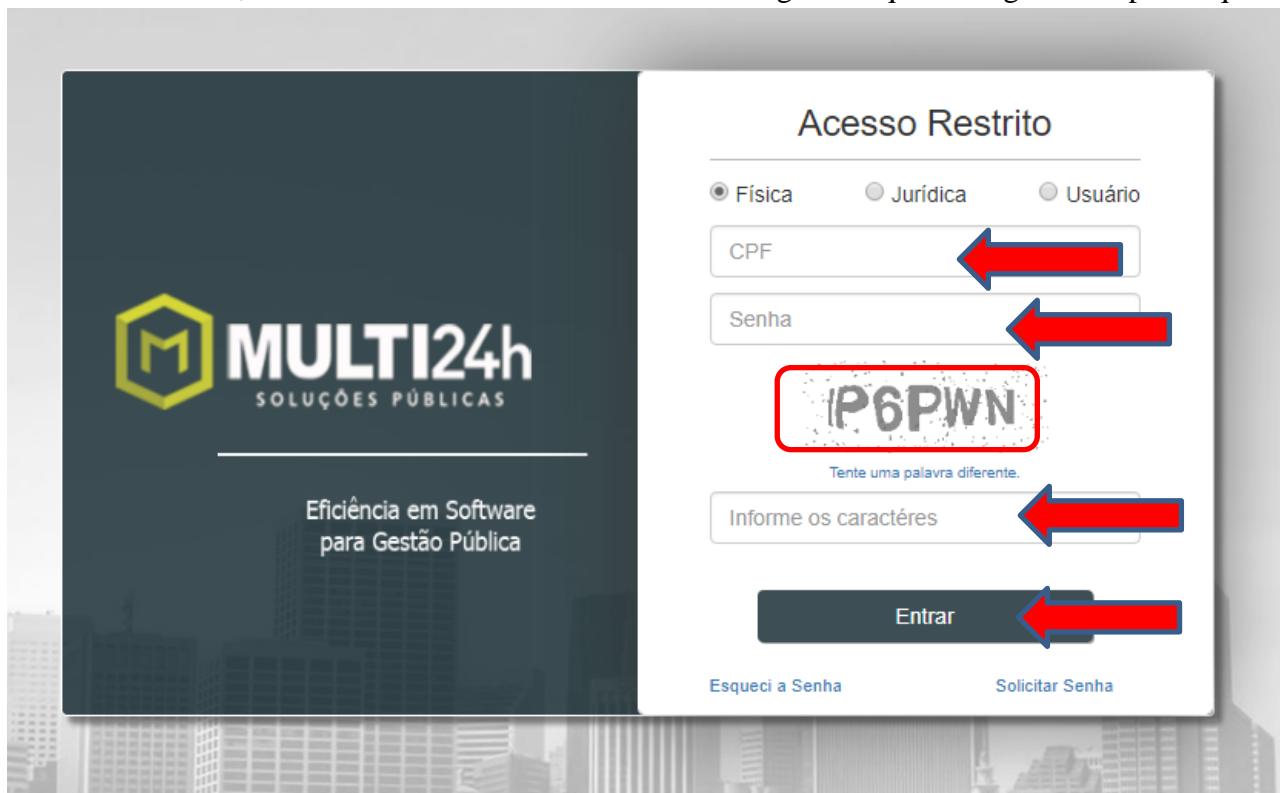 Acesso Restrito
Física Jurídica Usuário
CPF
Senha
MULTI24h
SOLUÇÕES PÚBLICAS
P6PWN
Tente uma palavra diferente.
Eficiência em Software
para Gestão Pública
Informe os caractéres
Entrar
Esqueci a Senha Solicitar Senha